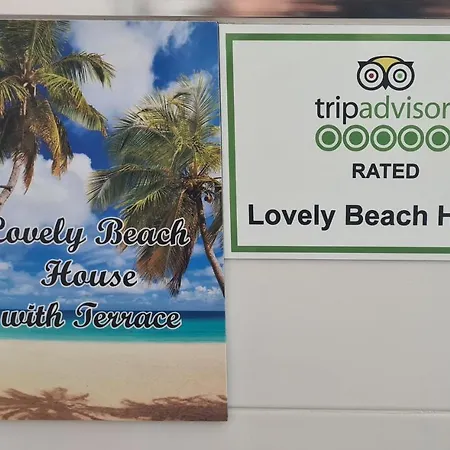 Lovely Beach
House
with Terrace
tripadvisor
RATED
Lovely Beach H